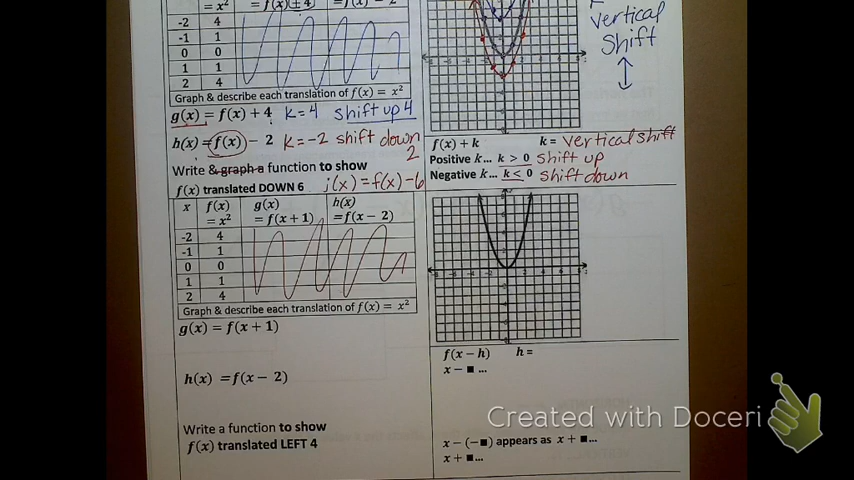 = x² = f(x) + 4 = f(x) − 2
-2 4
-1 1
0 0
1 1
2 4
Graph & describe each translation of f(x) = x²
g(x) = f(x) + 4 k = 4 shift up 4
h(x) = f(x) − 2 k = -2 shift down 2
Write & graph a function to show
f(x) translated DOWN 6 j(x) = f(x) - 6
vertical
Shift
f(x) + k k = vertical shift
Positive k… k > 0 shift up
Negative k… k < 0 shift down
x f(x) = x² g(x) = f(x + 1) h(x) = f(x − 2)
-2 4
-1 1
0 0
1 1
2 4
Graph & describe each translation of f(x) = x²
g(x) = f(x + 1)
h(x) = f(x − 2)
Write a function to show
f(x) translated LEFT 4
f(x − h) h =
x − ■ …
x − (−■) appears as x + ■…
x + ■…
Created with Doceri